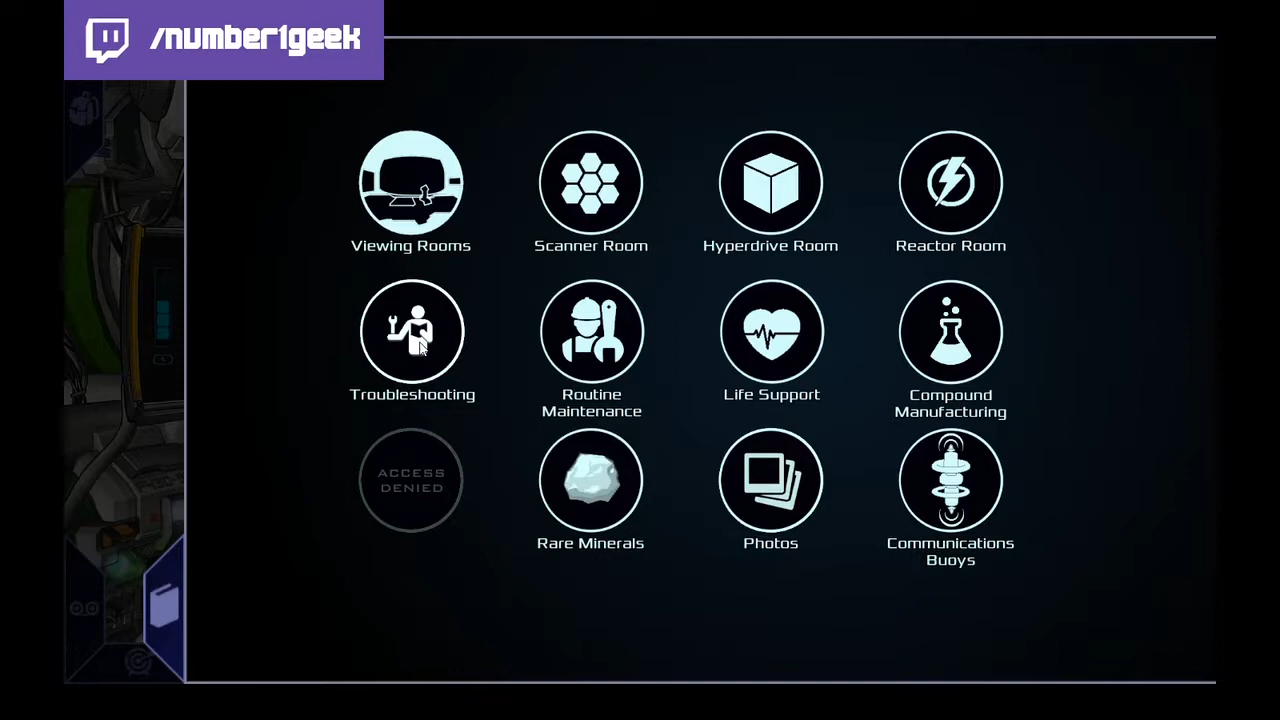 /number1geek
Viewing Rooms
Scanner Room
Hyperdrive Room
Reactor Room
Troubleshooting
Routine
Maintenance
Life Support
Compound
Manufacturing
ACCESS
DENIED
Rare Minerals
Photos
Communications
Buoys